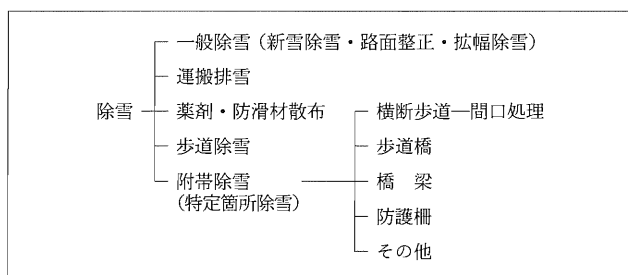 一般除雪（新雪除雪・路面整正・拡幅除雪）
運搬排雪
除雪 薬剤・防滑材散布 横断歩道―間口処理
歩道除雪 歩道橋
附帯除雪 橋　梁
(特定箇所除雪)
防護柵
その他